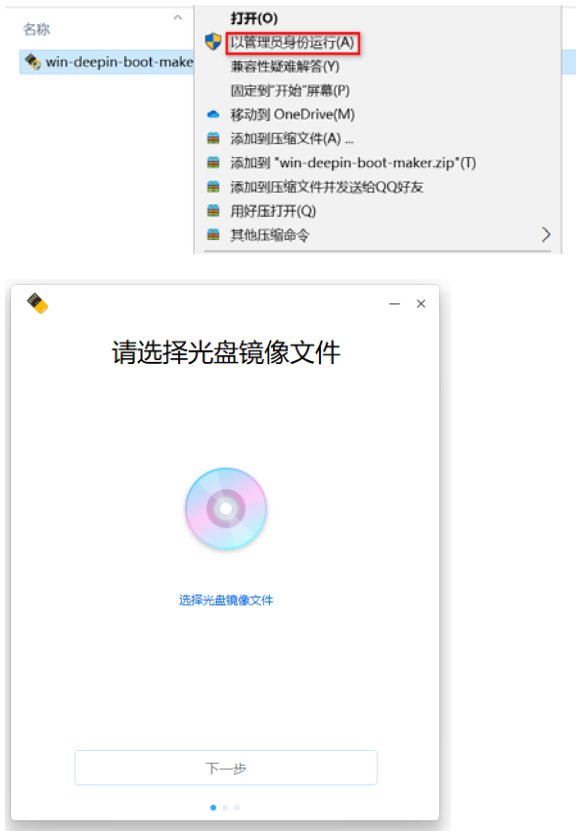 名称
win-deepin-boot-make
打开(O)
以管理员身份运行(A)
兼容性疑难解答(Y)
固定到"开始"屏幕(P)
移动到 OneDrive(M)
添加到压缩文件(A) ...
添加到 "win-deepin-boot-maker.zip"(T)
添加到压缩文件并发送给QQ好友
用好压打开(Q)
其他压缩命令
请选择光盘镜像文件
选择光盘镜像文件
下一步